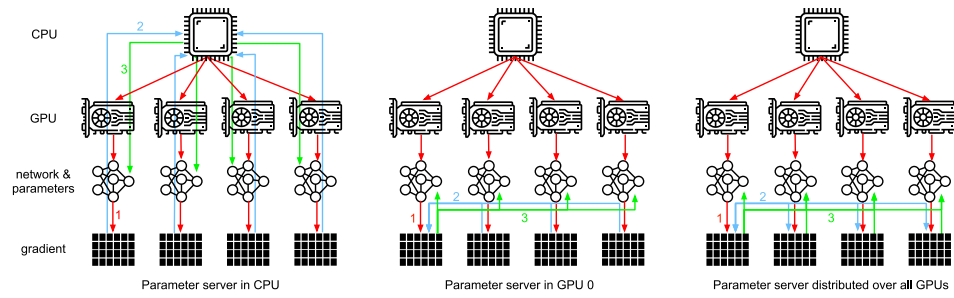 CPU
GPU
network &
parameters
gradient
2
3
1
Parameter server in CPU
2
1
3
Parameter server in GPU 0
2
1
3
Parameter server distributed over all GPUs